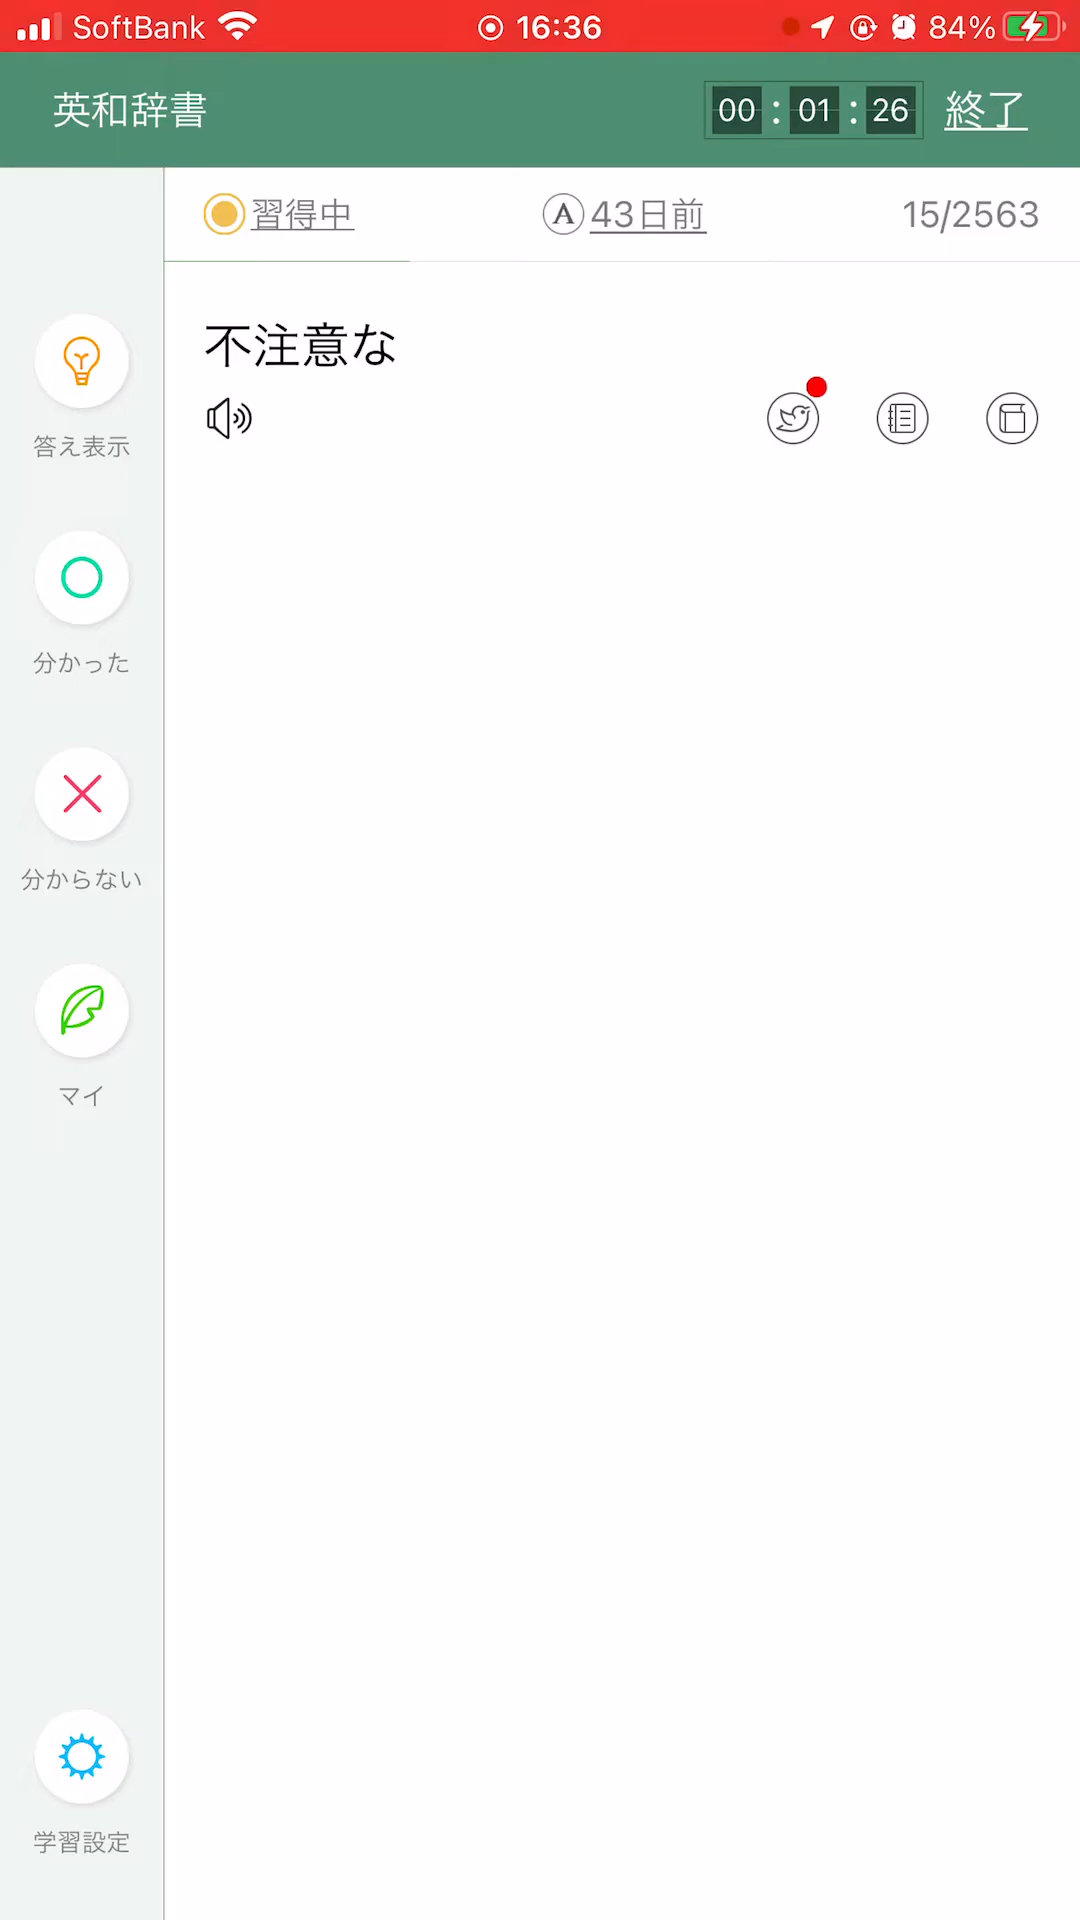 SoftBank 16:36 84%
英和辞書 00 : 01 : 26 終了
習得中 A 43日前 15/2563
不注意な
答え表示
分かった
分からない
マイ
学習設定